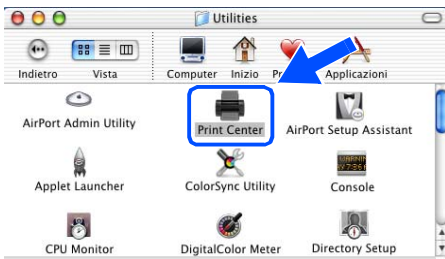 Utilities
Indietro Vista Computer Inizio Pr Applicazioni
AirPort Admin Utility Print Center AirPort Setup Assistant
Applet Launcher ColorSync Utility Console
CPU Monitor DigitalColor Meter Directory Setup